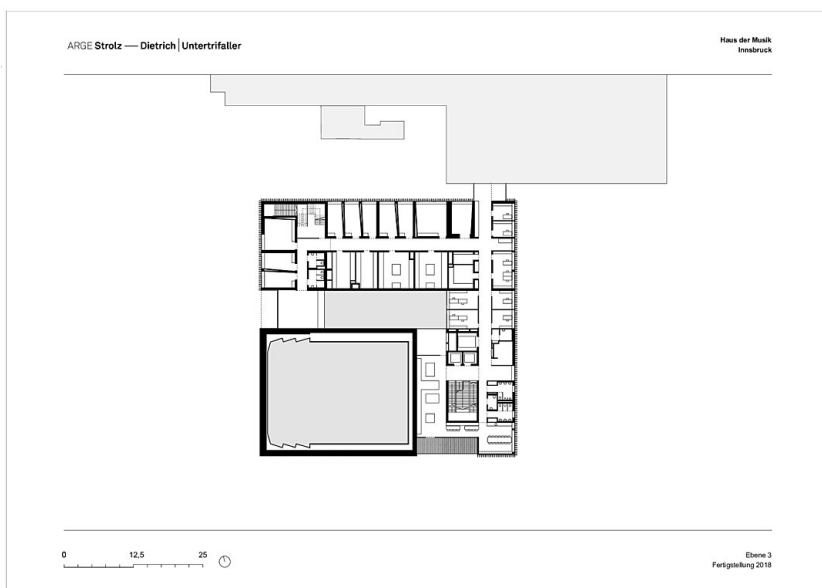 ARGE Strolz — Dietrich | Untertrifaller
Haus der Musik
Innsbruck
0 12,5 25
Ebene 3
Fertigstellung 2018